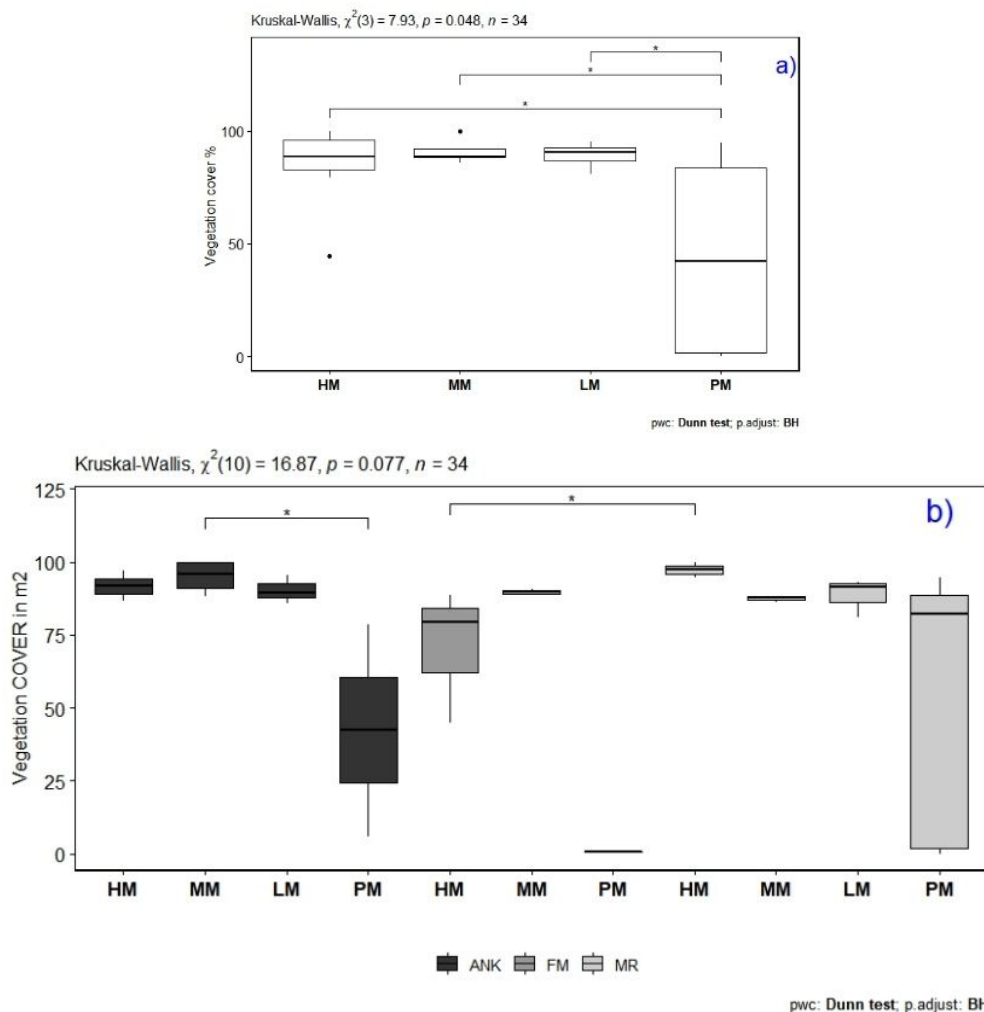 Kruskal-Wallis, χ²(3) = 7.93, p = 0.048, n = 34
a)
*
*
*
Vegetation cover %
100
50
0
HM MM LM PM
pwc: Dunn test; p.adjust: BH
Kruskal-Wallis, χ²(10) = 16.87, p = 0.077, n = 34
b)
* *
Vegetation COVER in m2
125
100
75
50
25
0
HM MM LM PM HM MM PM HM MM LM PM
ANK FM MR
pwc: Dunn test; p.adjust: BH